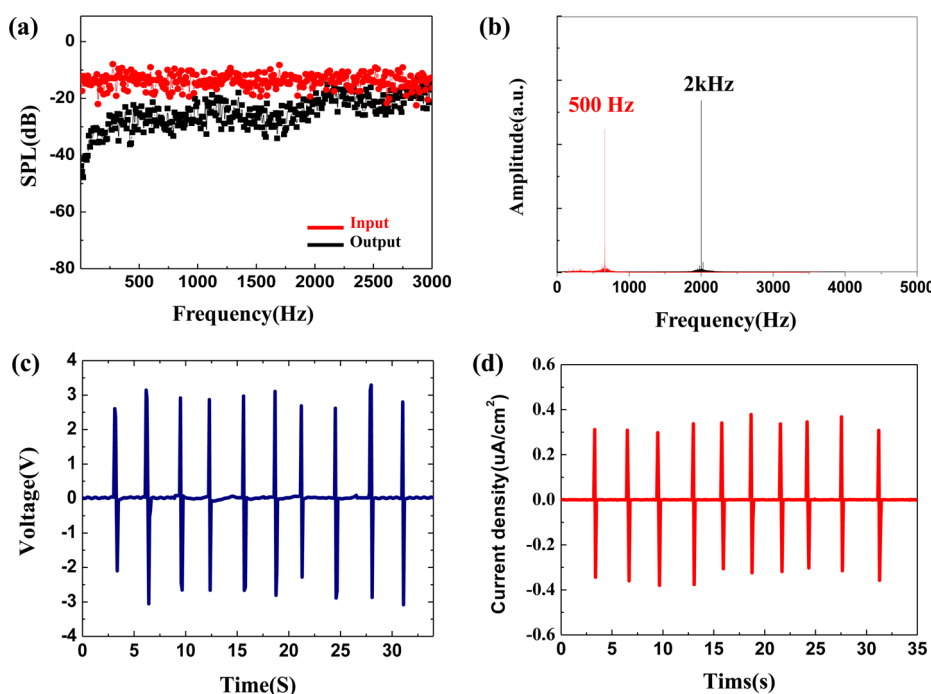 (a)
0
-20
-40
-60
-80
SPL(dB)
Input
Output
500 1000 1500 2000 2500 3000
Frequency(Hz)
(b)
Amplitude(a.u.)
500 Hz
2kHz
0 1000 2000 3000 4000 5000
Frequency(Hz)
(c)
4
3
2
1
0
-1
-2
-3
-4
Voltage(V)
0 5 10 15 20 25 30
Time(S)
(d)
0.6
0.4
0.2
0.0
-0.2
-0.4
-0.6
Current density(uA/cm²)
0 5 10 15 20 25 30 35
Tims(s)